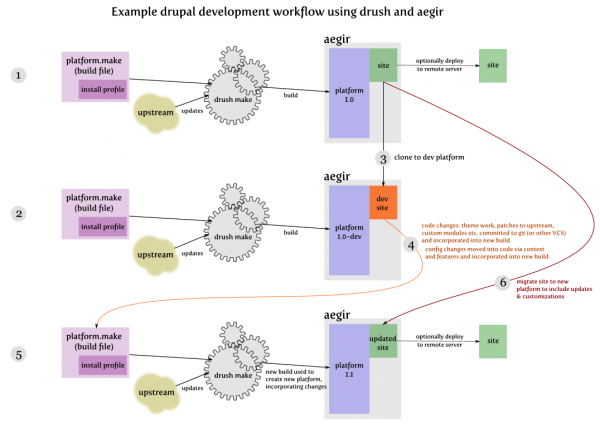 Example drupal development workflow using drush and aegir
1
platform.make
(build file)
install profile
upstream
updates
drush make
build
aegir
platform
1.0
site
optionally deploy
to remote server
site
3
clone to dev platform
2
platform.make
(build file)
install profile
upstream
updates
drush make
build
aegir
platform
1.0-dev
dev
site
4
code changes: theme work, patches to upstream,
custom modules etc. committed to git (or other VCS)
and incorporated into new build
config changes moved into code via context
and features and incorporated into new build
6
migrate site to new
platform to include updates
& customizations
5
platform.make
(build file)
install profile
upstream
updates
drush make
new build used to
create new platform,
incorporating changes
aegir
platform
1.1
updated
site
optionally deploy
to remote server
site